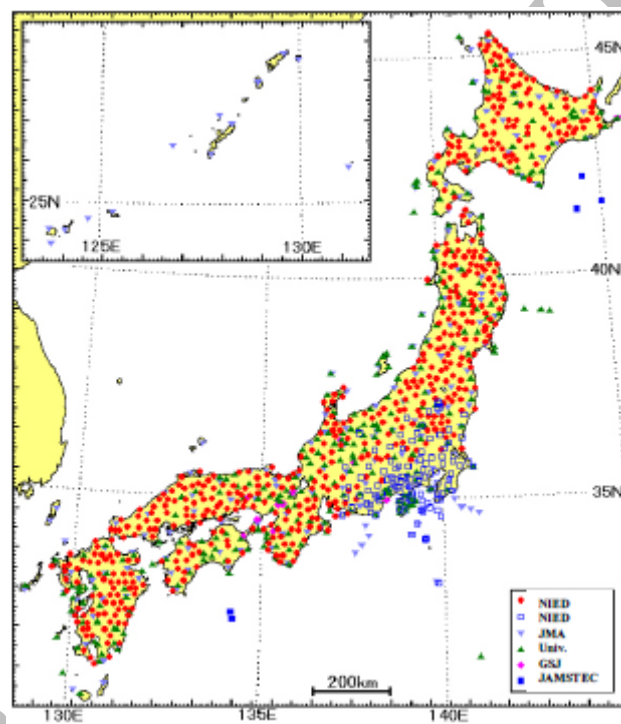 45N
25N
125E
130E
40N
35N
NIED
NIED
JMA
Univ.
GSJ
JAMSTEC
200km
130E
135E
140E